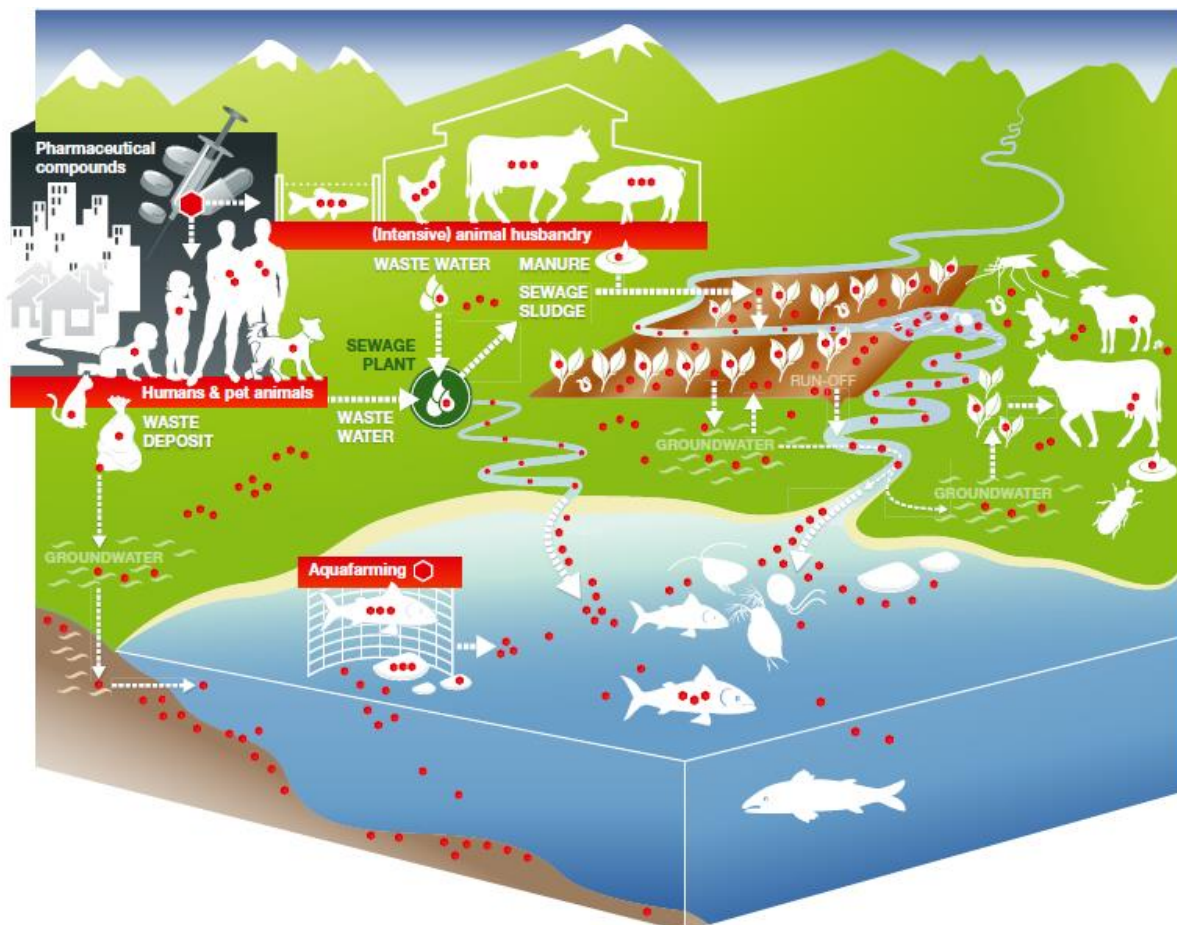 Pharmaceutical
compounds
(Intensive) animal husbandry
WASTE WATER
MANURE
SEWAGE
SLUDGE
SEWAGE
PLANT
Humans & pet animals
WASTE
DEPOSIT
WASTE
WATER
RUN-OFF
GROUNDWATER
GROUNDWATER
GROUNDWATER
Aquafarming